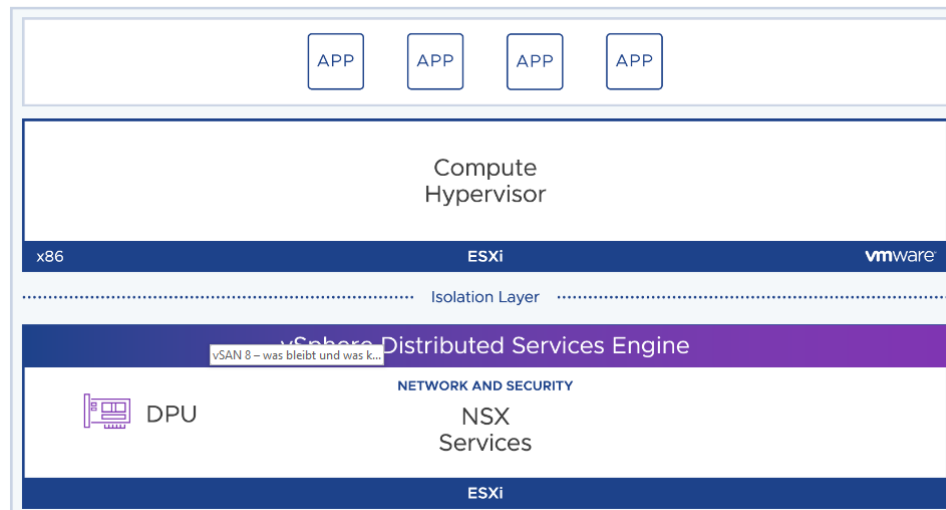 APP APP APP APP
Compute
Hypervisor
x86 ESXi vmware
Isolation Layer
vSphere Distributed Services Engine
vSAN 8 – was bleibt und was k...
NETWORK AND SECURITY
DPU
NSX
Services
ESXi